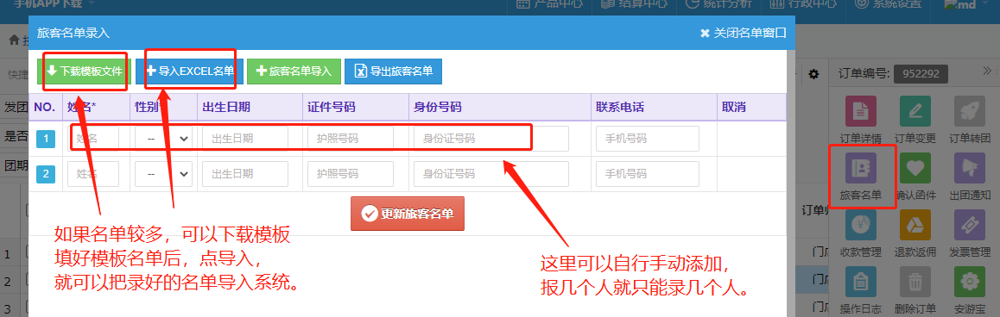 手机APP下载 产品中心 结算中心 统计分析 行政中心 系统设置 md
旅客名单录入 关闭名单窗口
快捷
下载模板文件 导入EXCEL名单 旅客名单导入 导出旅客名单
订单编号: 952292
NO. 姓名* 性别* 出生日期 证件号码 身份号码 联系电话 取消
发团
1 姓名 -- 出生日期 护照号码 身份证号码 手机号码
是否
订单详情 订单变更 订单转团
2 姓名 -- 出生日期 护照号码 身份证号码 手机号码
团期
旅客名单 确认函件 出团通知
更新旅客名单
如果名单较多，可以下载模板
填好模板名单后，点导入，
就可以把录好的名单导入系统。
这里可以自行手动添加，
报几个人就只能录几个人。
订单归
收款管理 退款返佣 发票管理
1 门店
2 门店
3 门店
操作日志 删除订单 安游宝